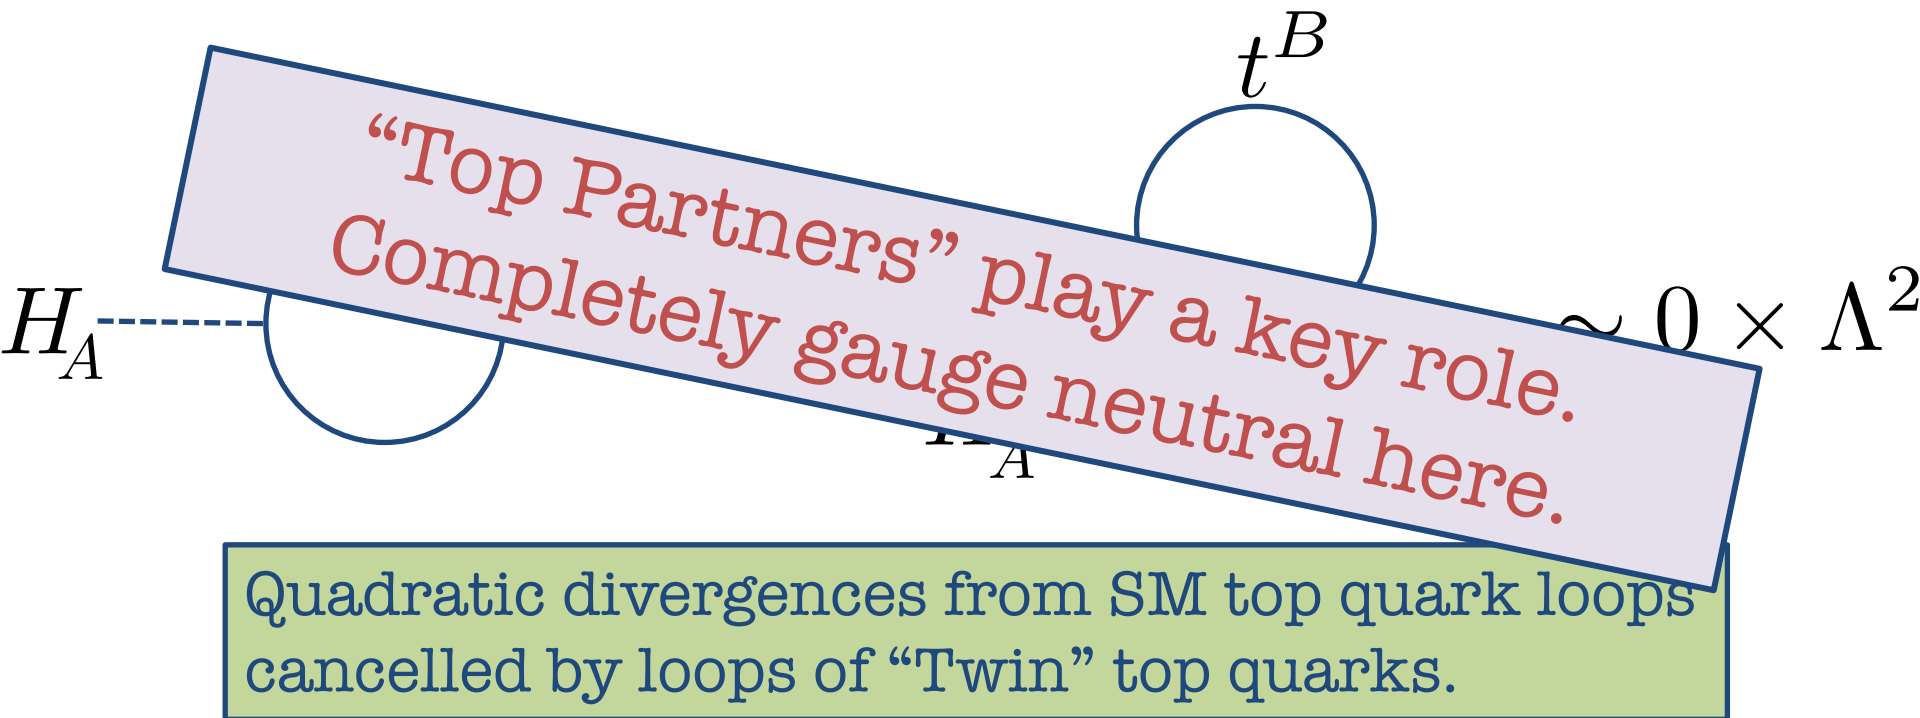 t^B
“Top Partners” play a key role.
Completely gauge neutral here.
H_A
∼ 0 × Λ²
A
Quadratic divergences from SM top quark loops
cancelled by loops of “Twin” top quarks.